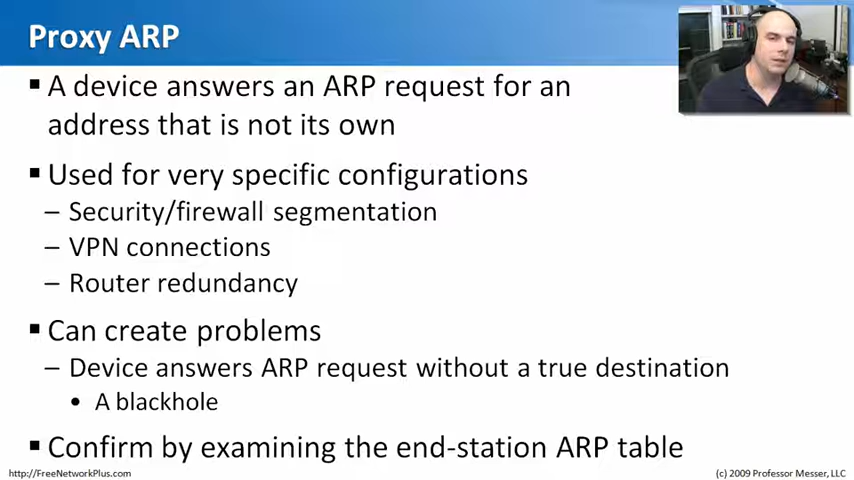 Proxy ARP
▪ A device answers an ARP request for an
address that is not its own
▪ Used for very specific configurations
– Security/firewall segmentation
– VPN connections
– Router redundancy
▪ Can create problems
– Device answers ARP request without a true destination
• A blackhole
▪ Confirm by examining the end-station ARP table
http://FreeNetworkPlus.com
(c) 2009 Professor Messer, LLC